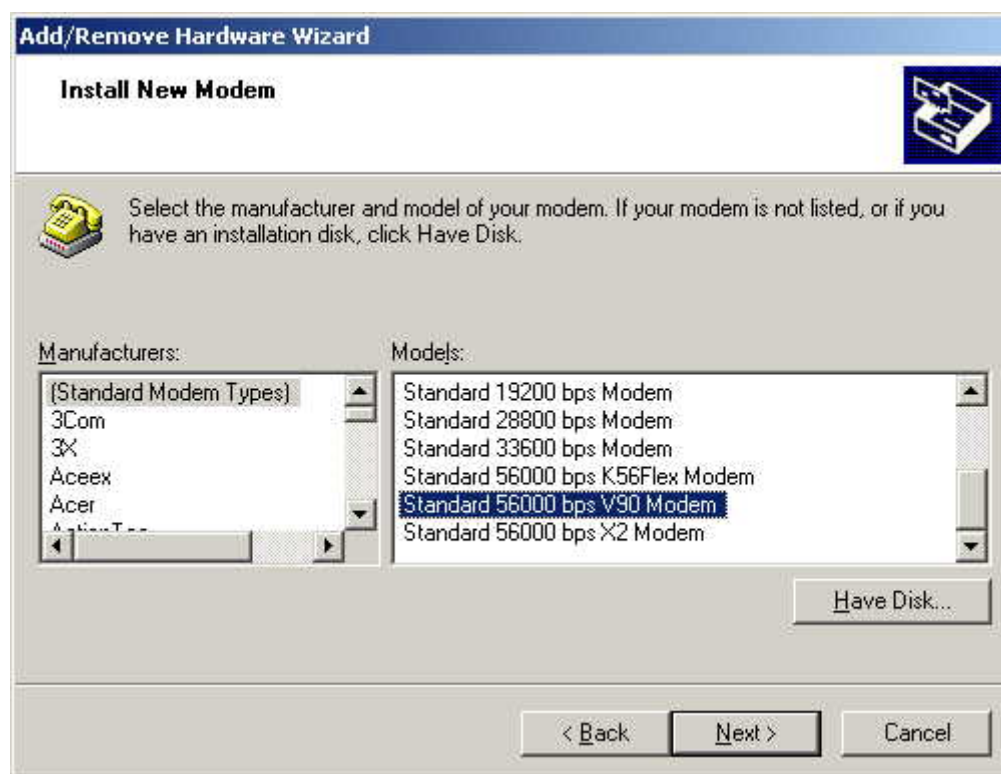 Add/Remove Hardware Wizard
Install New Modem
Select the manufacturer and model of your modem. If your modem is not listed, or if you
have an installation disk, click Have Disk.
Manufacturers:
(Standard Modem Types)
3Com
3X
Aceex
Acer
Models:
Standard 19200 bps Modem
Standard 28800 bps Modem
Standard 33600 bps Modem
Standard 56000 bps K56Flex Modem
Standard 56000 bps V90 Modem
Standard 56000 bps X2 Modem
Have Disk...
< Back
Next >
Cancel